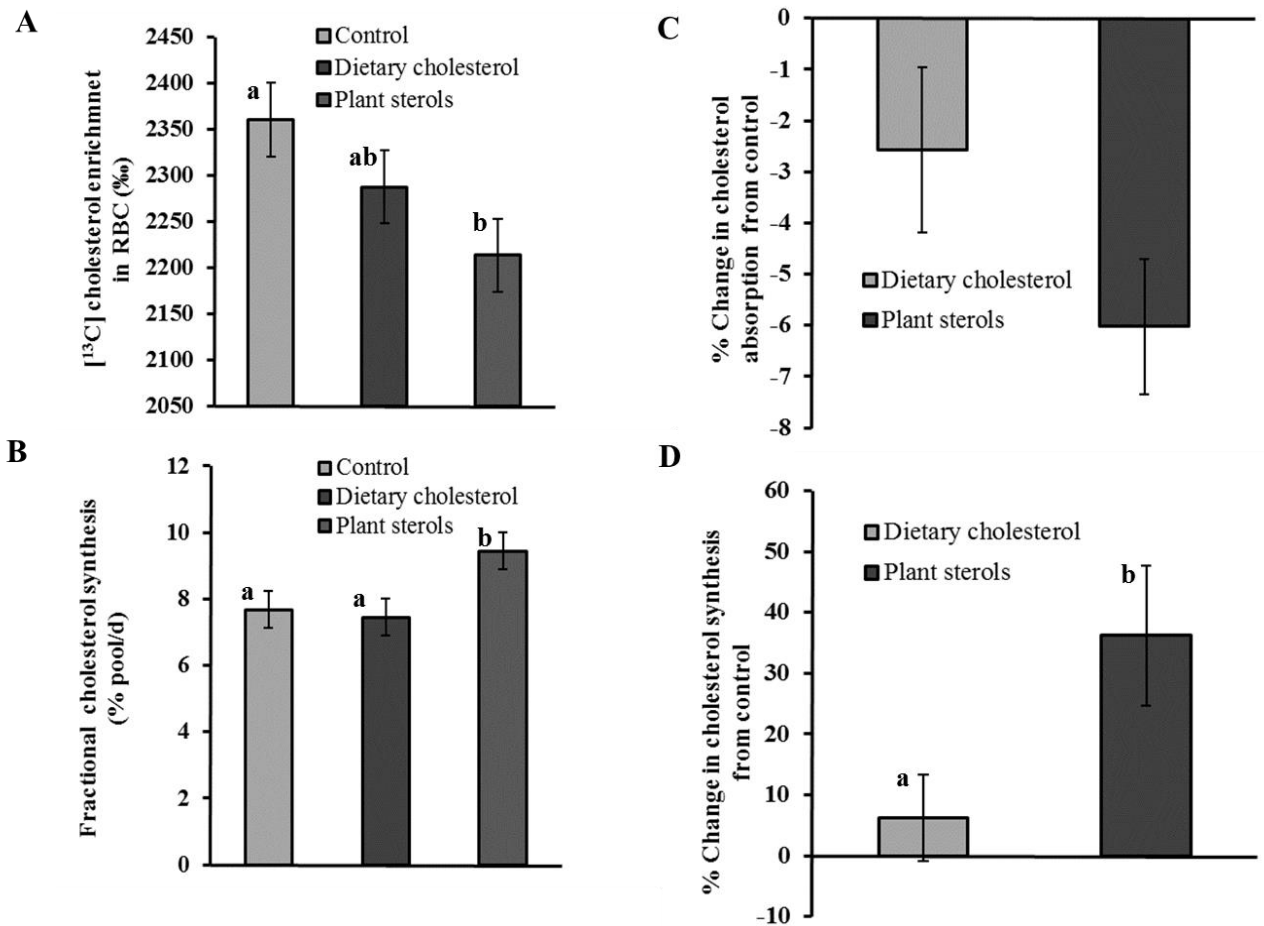 A
[¹³C] cholesterol enrichmnet
in RBC (‰)
2450
2400
2350
2300
2250
2200
2150
2100
2050
Control
Dietary cholesterol
Plant sterols
a
ab
b
B
Fractional cholesterol synthesis
(% pool/d)
12
10
8
6
4
2
0
Control
Dietary cholesterol
Plant sterols
a
a
b
C
% Change in cholesterol
absorption from control
0
-1
-2
-3
-4
-5
-6
-7
-8
Dietary cholesterol
Plant sterols
D
% Change in cholesterol synthesis
from control
60
50
40
30
20
10
0
-10
Dietary cholesterol
Plant sterols
a
b